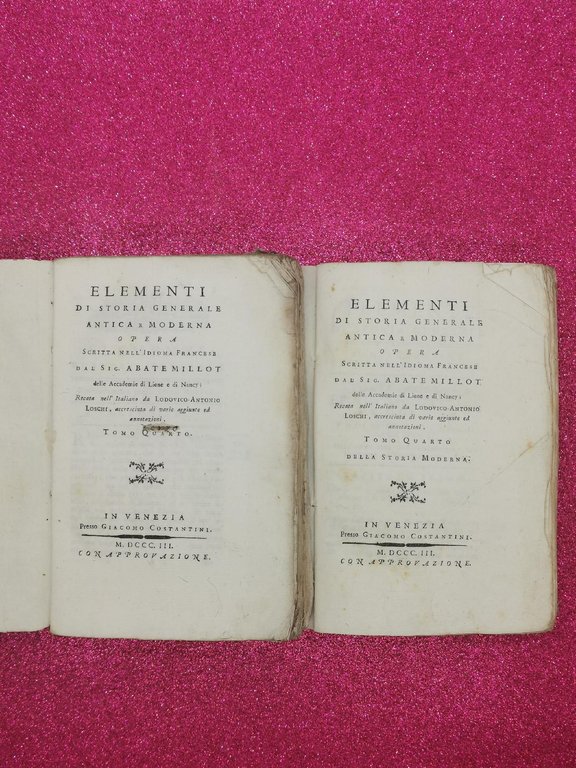 ELEMENTI
DI STORIA GENERALE
ANTICA E MODERNA
OPERA
SCRITTA NELL'IDIOMA FRANCESE
DAL SIG. ABATE MILLOT
delle Accademie di Lione e di Nancy:
Recata nell'Italiano da LODOVICO-ANTONIO
LOSCHI, accresciuta di varie aggiunte ed
annotazioni.
TOMO QUARTO.
IN VENEZIA
Presso GIACOMO COSTANTINI.
M. DCCC. III.
CON APPROVAZIONE.
ELEMENTI
DI STORIA GENERALE
ANTICA E MODERNA
OPERA
SCRITTA NELL'IDIOMA FRANCESE
DAL SIG. ABATE MILLOT
delle Accademie di Lione e di Nancy:
Recata nell'Italiano da LODOVICO-ANTONIO
LOSCHI, accresciuta di varie aggiunte ed
annotazioni.
TOMO QUARTO
DELLA STORIA MODERNA.
IN VENEZIA
Presso GIACOMO COSTANTINI.
M. DCCC. III.
CON APPROVAZIONE.